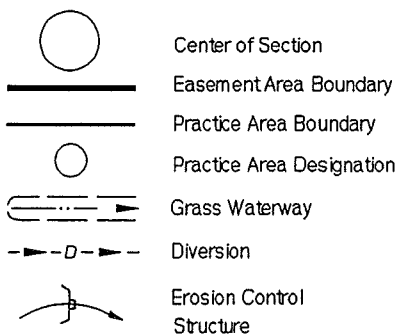 Center of Section
Easement Area Boundary
Practice Area Boundary
Practice Area Designation
Grass Waterway
D Diversion
Erosion Control
Structure